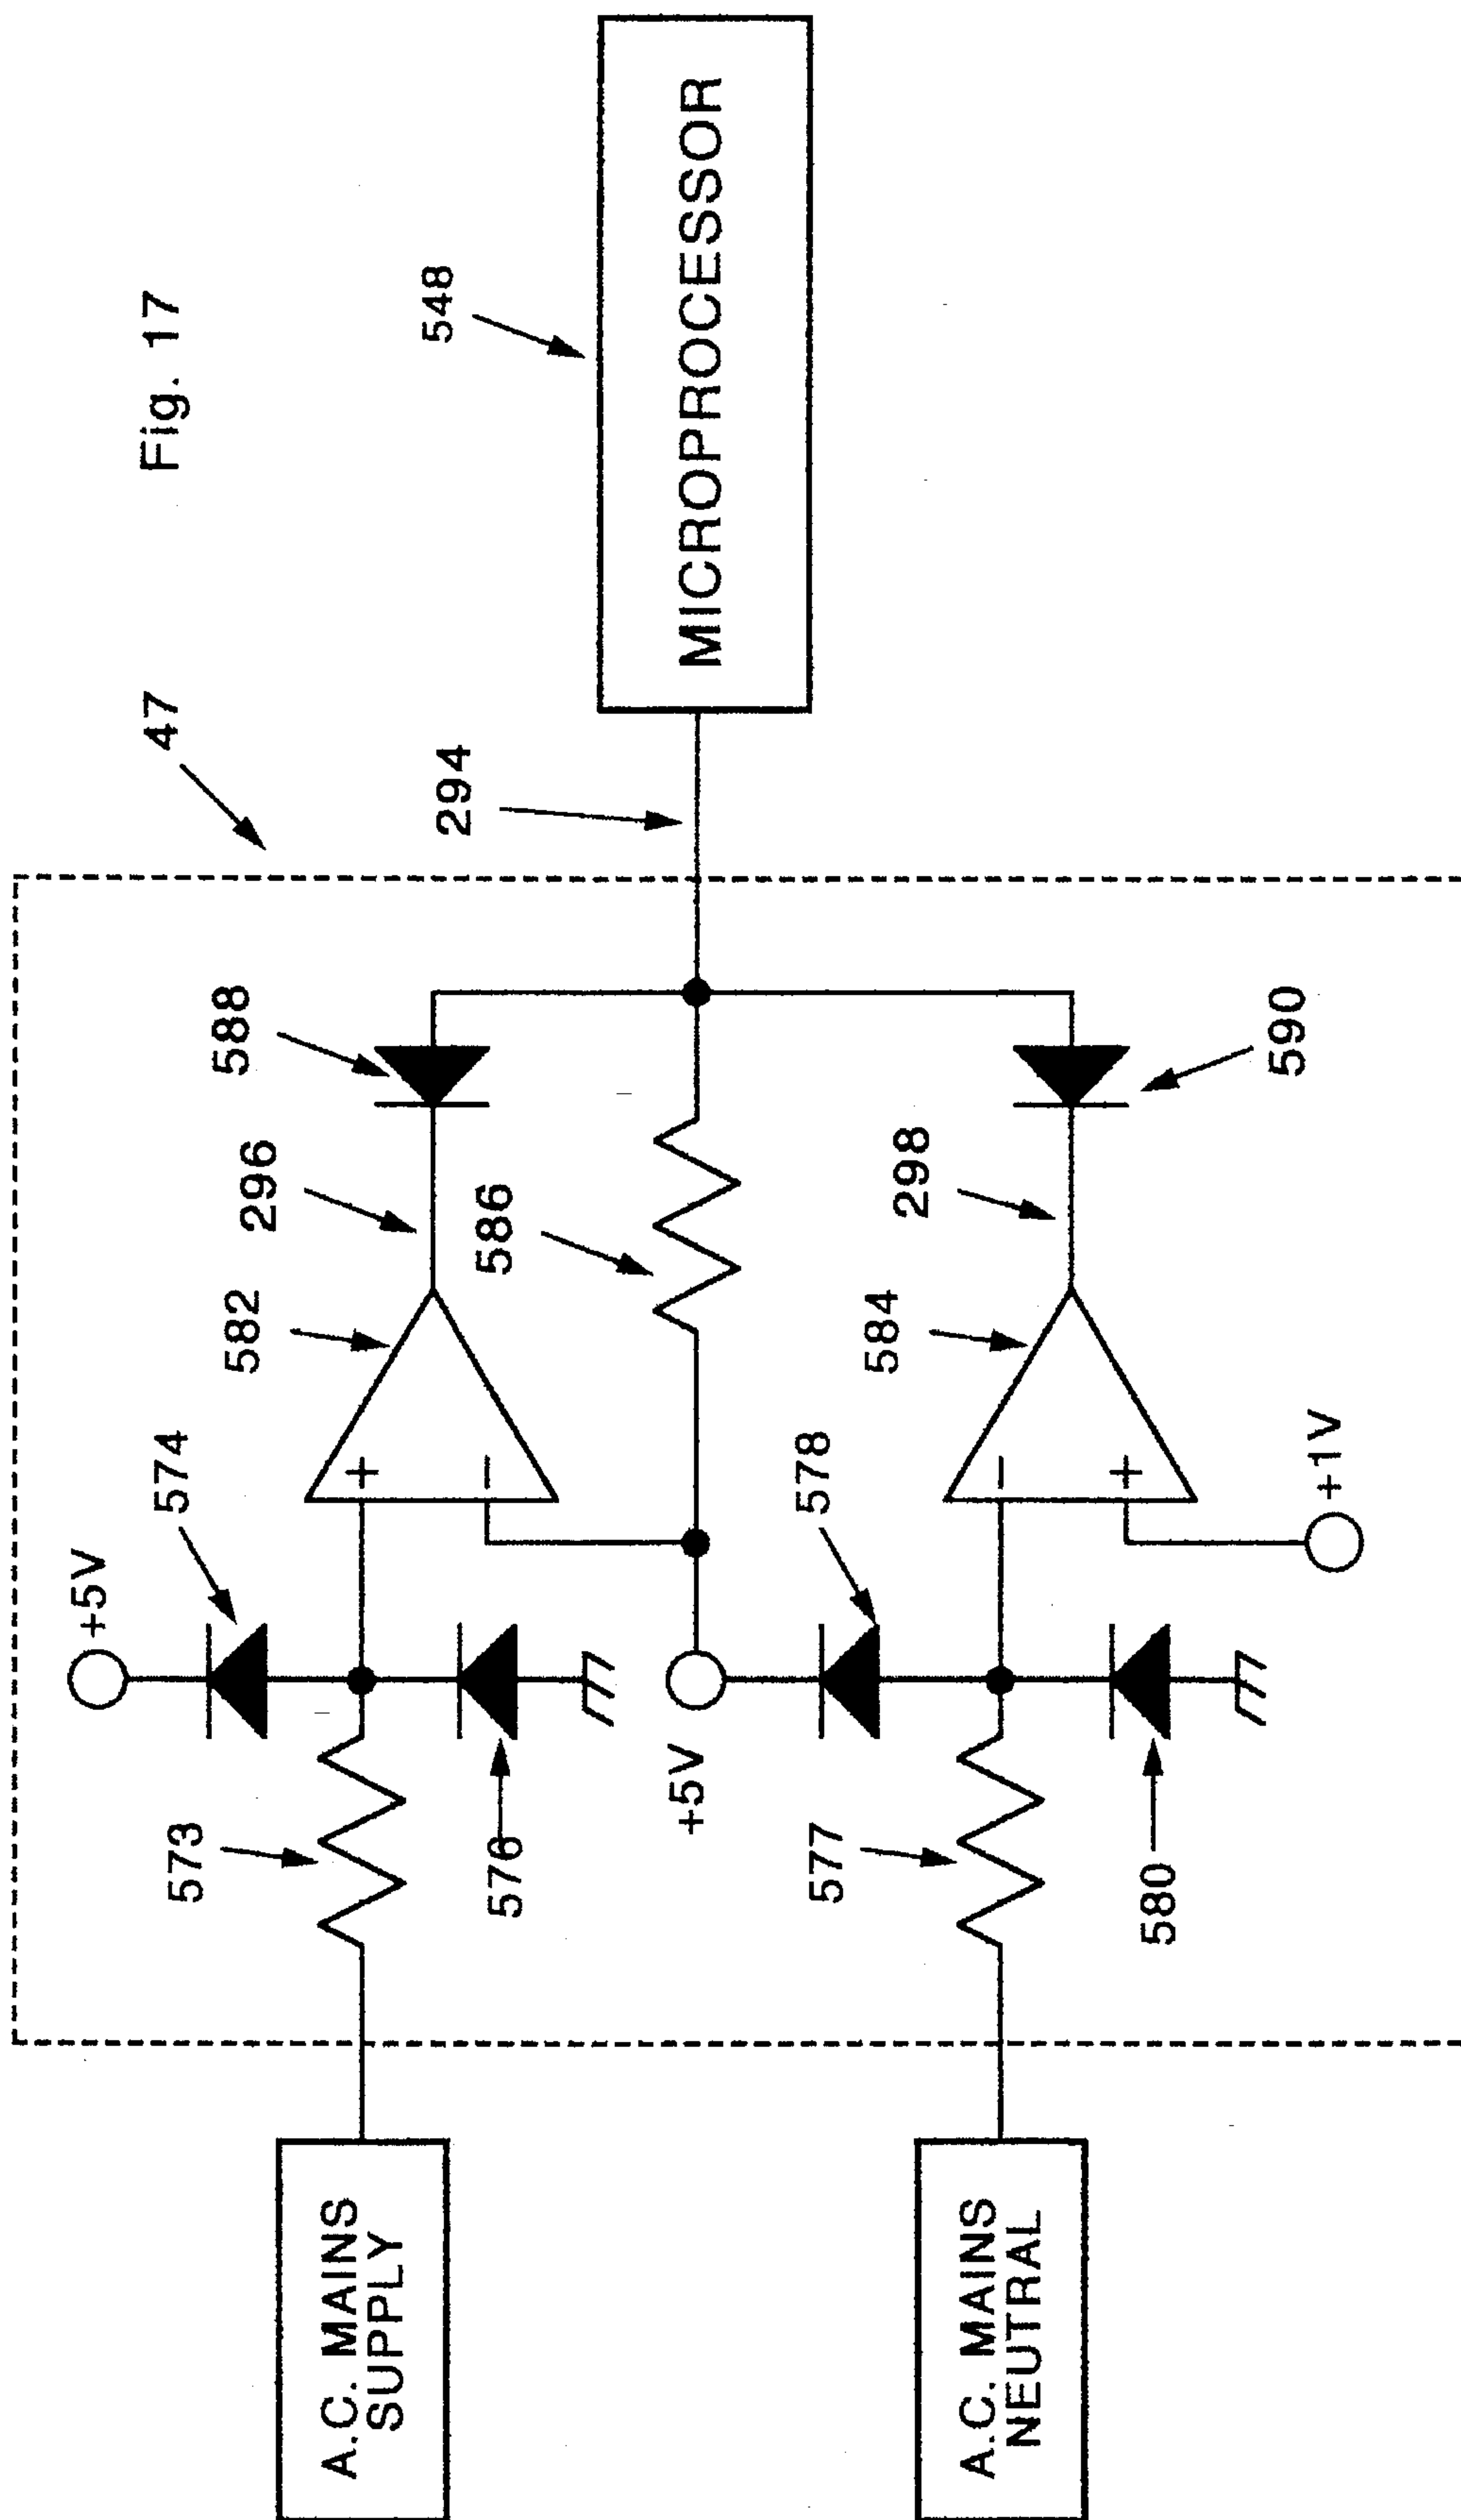 Fig. 17
47
548
MICROPROCESSOR
294
+5V
574
588
582
296
573
+
−
576
586
+5V
578
584
298
577
−
+
580
+1V
590
A.C. MAINS
SUPPLY
A.C. MAINS
NEUTRAL